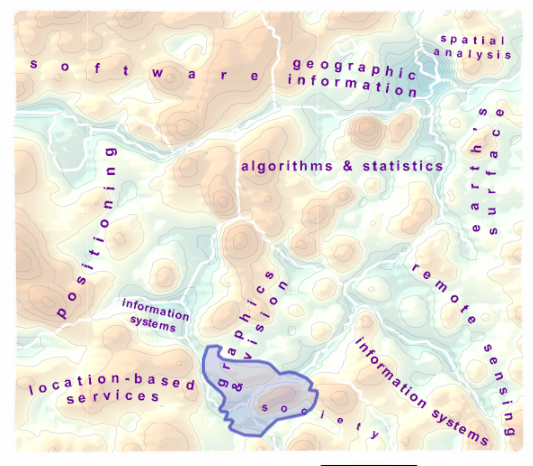 spatial
analysis
software
geographic
information
earth's
surface
algorithms & statistics
positioning
remote sensing
information
systems
graphics
& vision
information systems
location-based
services
society